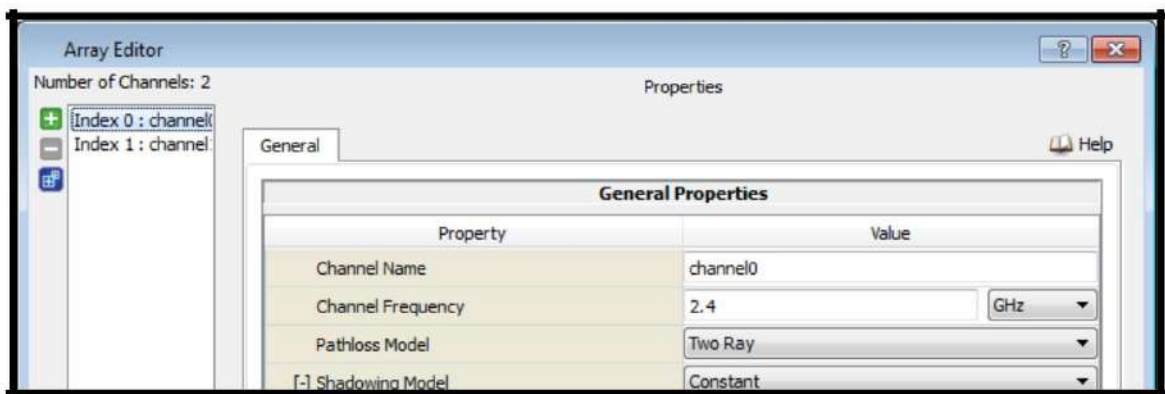 Array Editor
Number of Channels: 2
Properties
Index 0 : channel
Index 1 : channel
General
Help
General Properties
Property Value
Channel Name channel0
Channel Frequency 2.4 GHz
Pathloss Model Two Ray
[-] Shadowing Model Constant